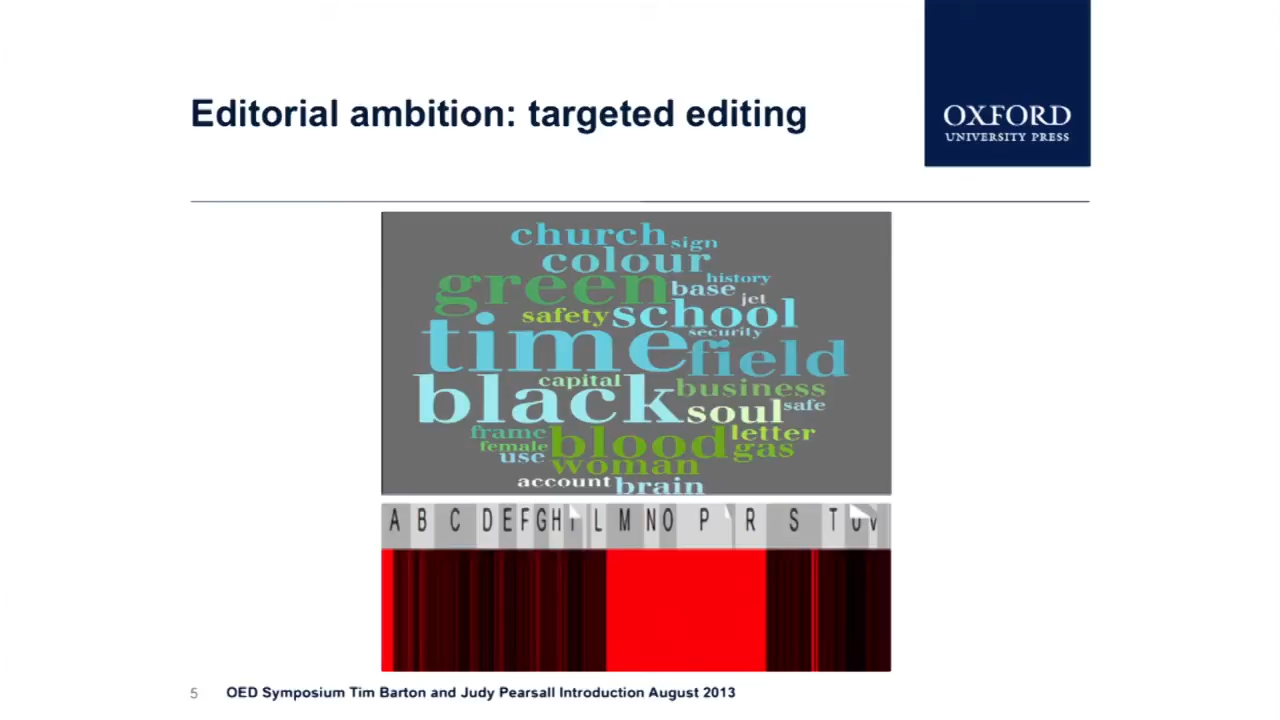 OXFORD
UNIVERSITY PRESS
Editorial ambition: targeted editing
church sign
colour
history
green base jet
safety school
security
time field
capital business
black soul safe
frame blood letter
female gas
use woman
account brain
A B C D E F G H I L M N O P R S T U V
5 OED Symposium Tim Barton and Judy Pearsall Introduction August 2013